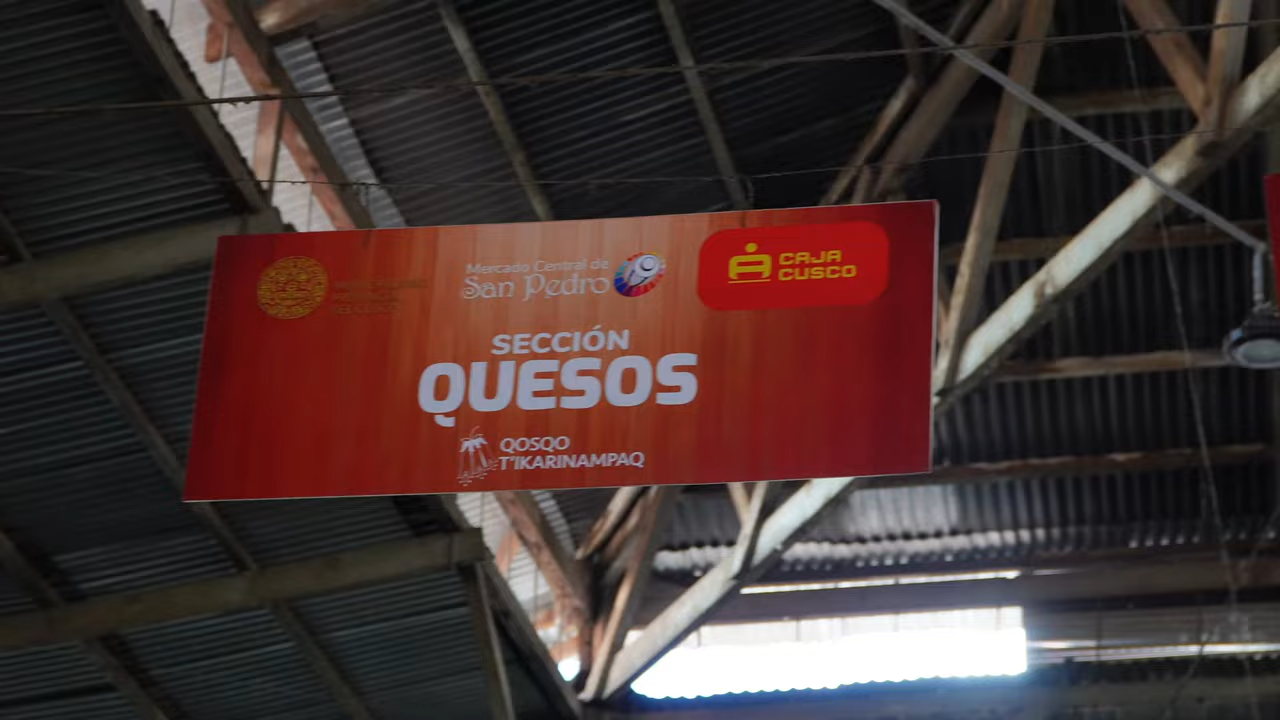 Mercado Central de
San Pedro
CAJA
CUSCO
SECCIÓN
QUESOS
QOSQO
T'IKARINAMPAQ